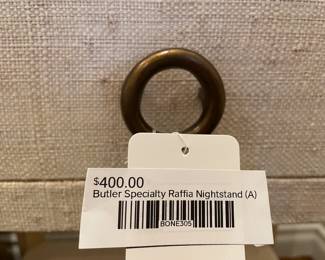 $400.00
Butler Specialty Raffia Nightstand (A)
BONE305